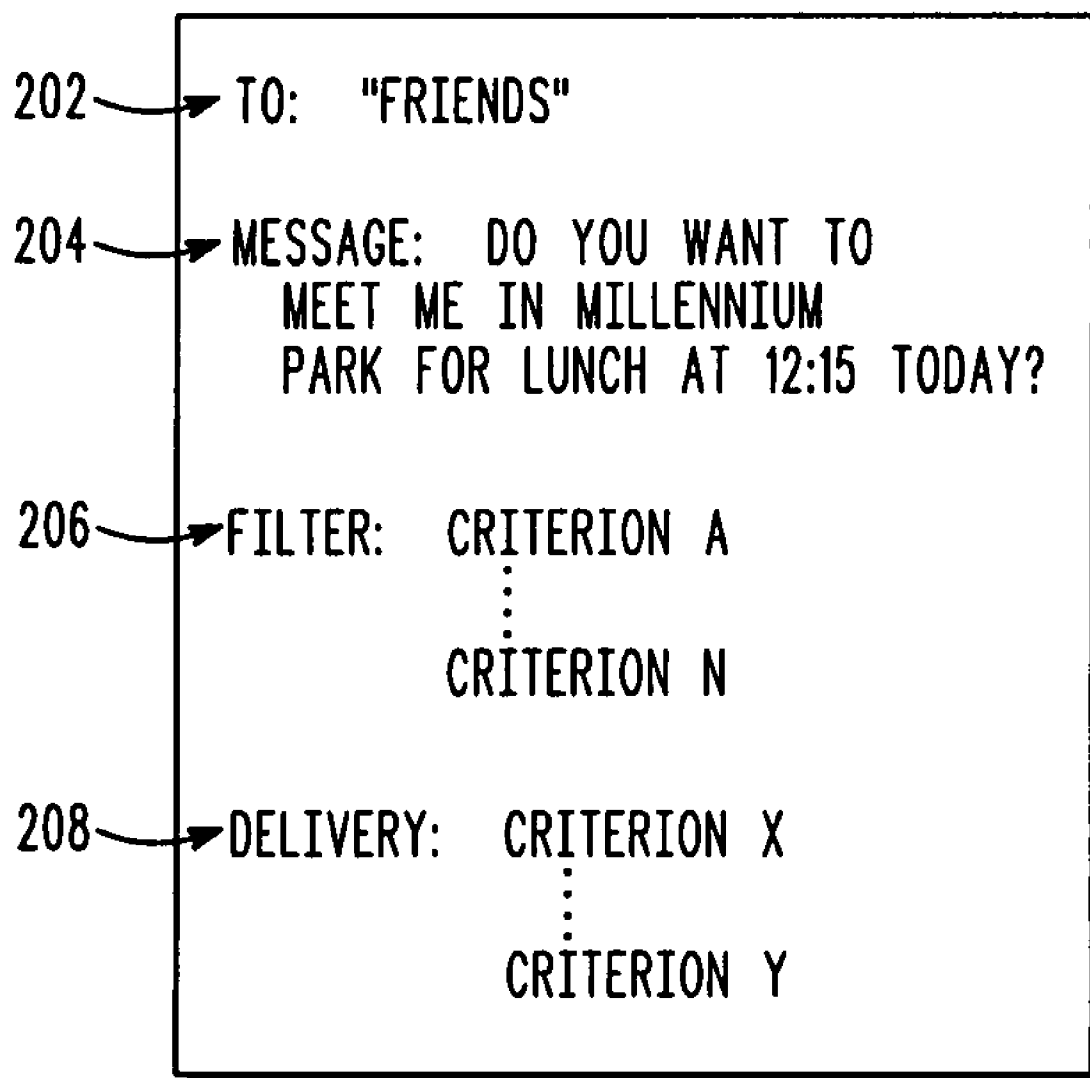 202 TO: "FRIENDS"
204 MESSAGE: DO YOU WANT TO
MEET ME IN MILLENNIUM
PARK FOR LUNCH AT 12:15 TODAY?
206 FILTER: CRITERION A
CRITERION N
208 DELIVERY: CRITERION X
CRITERION Y